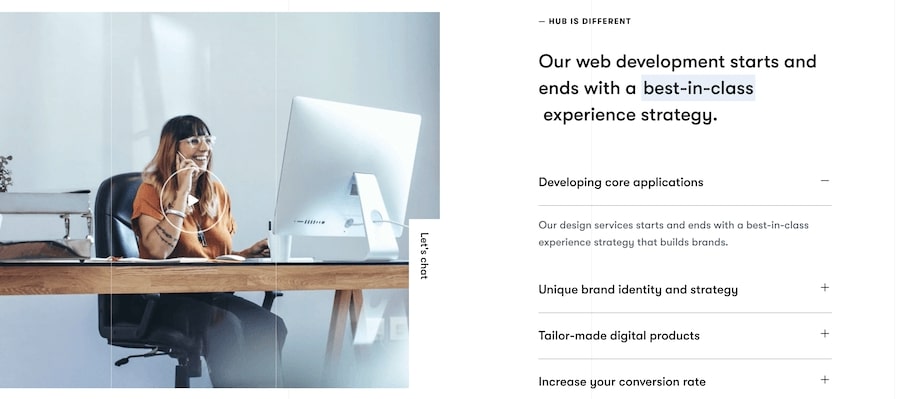 — HUB IS DIFFERENT
Our web development starts and
ends with a best-in-class
experience strategy.
Developing core applications
Our design services starts and ends with a best-in-class
experience strategy that builds brands.
Unique brand identity and strategy
Tailor-made digital products
Increase your conversion rate
Let's chat